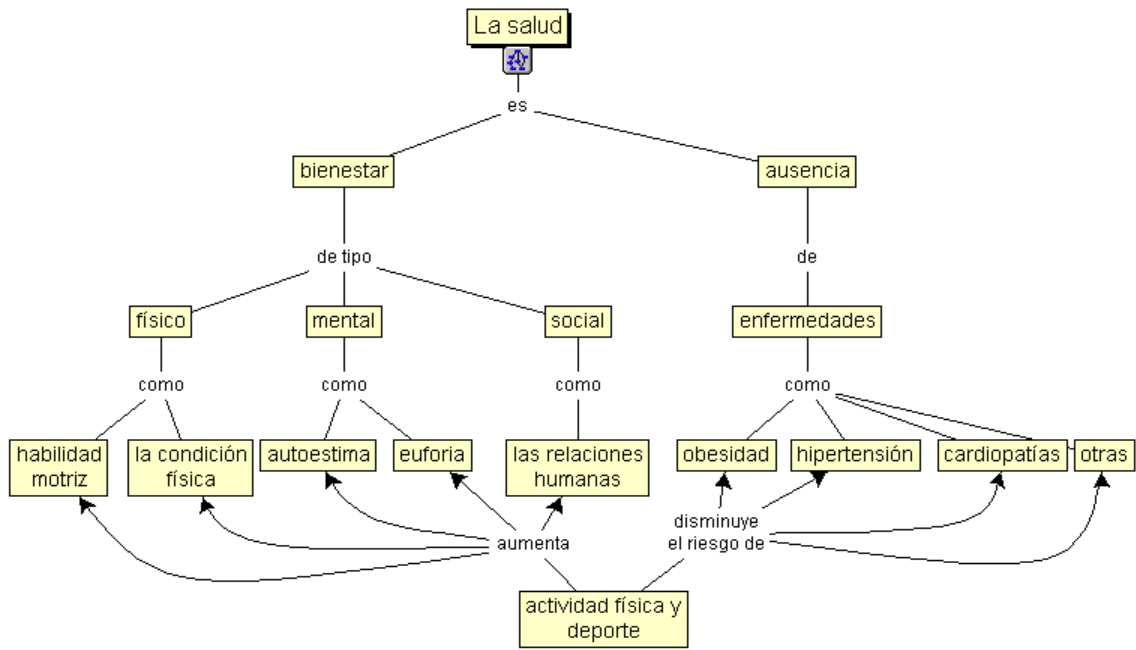 La salud
es
bienestar
ausencia
de tipo
de
físico
mental
social
enfermedades
como
como
como
como
habilidad
motriz
la condición
física
autoestima
euforia
las relaciones
humanas
obesidad
hipertensión
cardiopatías
otras
aumenta
disminuye
el riesgo de
actividad física y
deporte